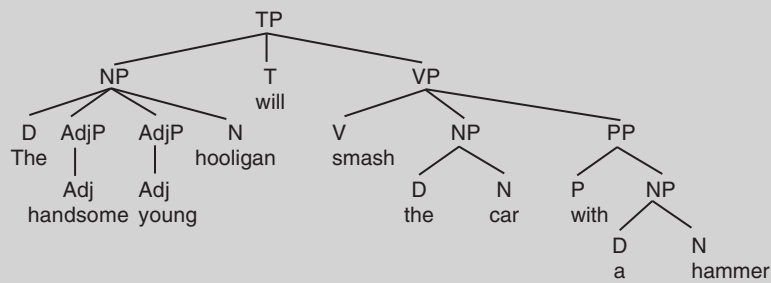 TP
NP T VP
will
D AdjP AdjP N V NP PP
The hooligan smash
Adj Adj D N P NP
handsome young the car with
D N
a hammer